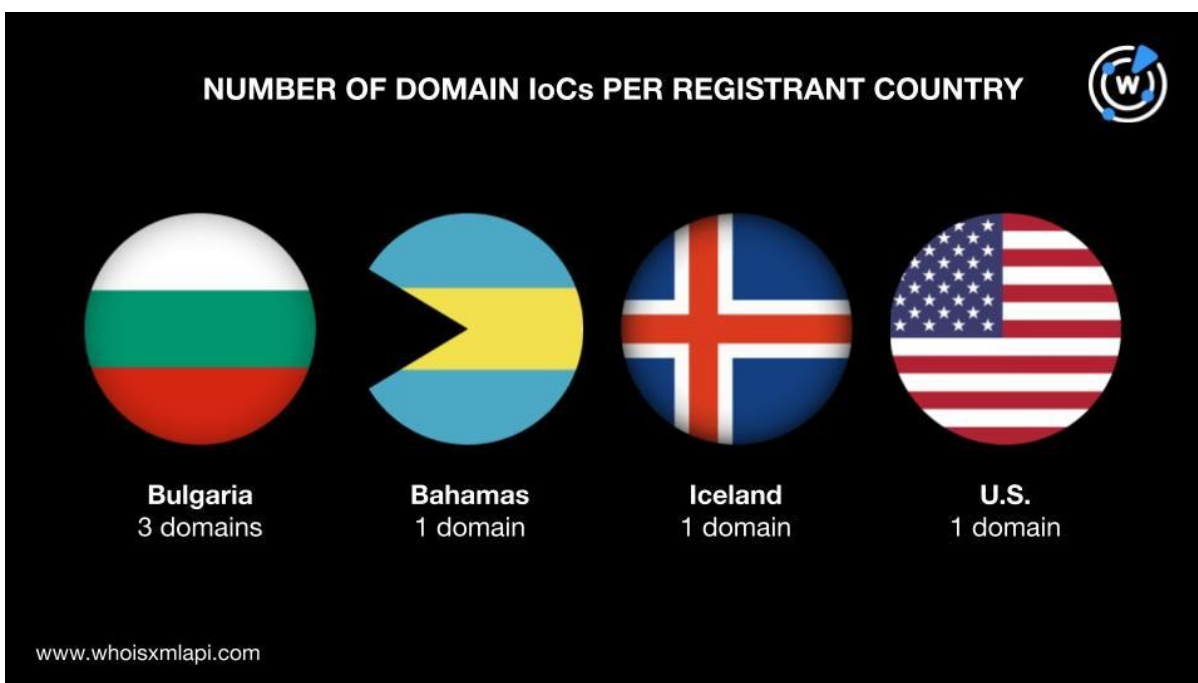 NUMBER OF DOMAIN IoCs PER REGISTRANT COUNTRY
W
Bulgaria
3 domains
Bahamas
1 domain
Iceland
1 domain
U.S.
1 domain
www.whoisxmlapi.com